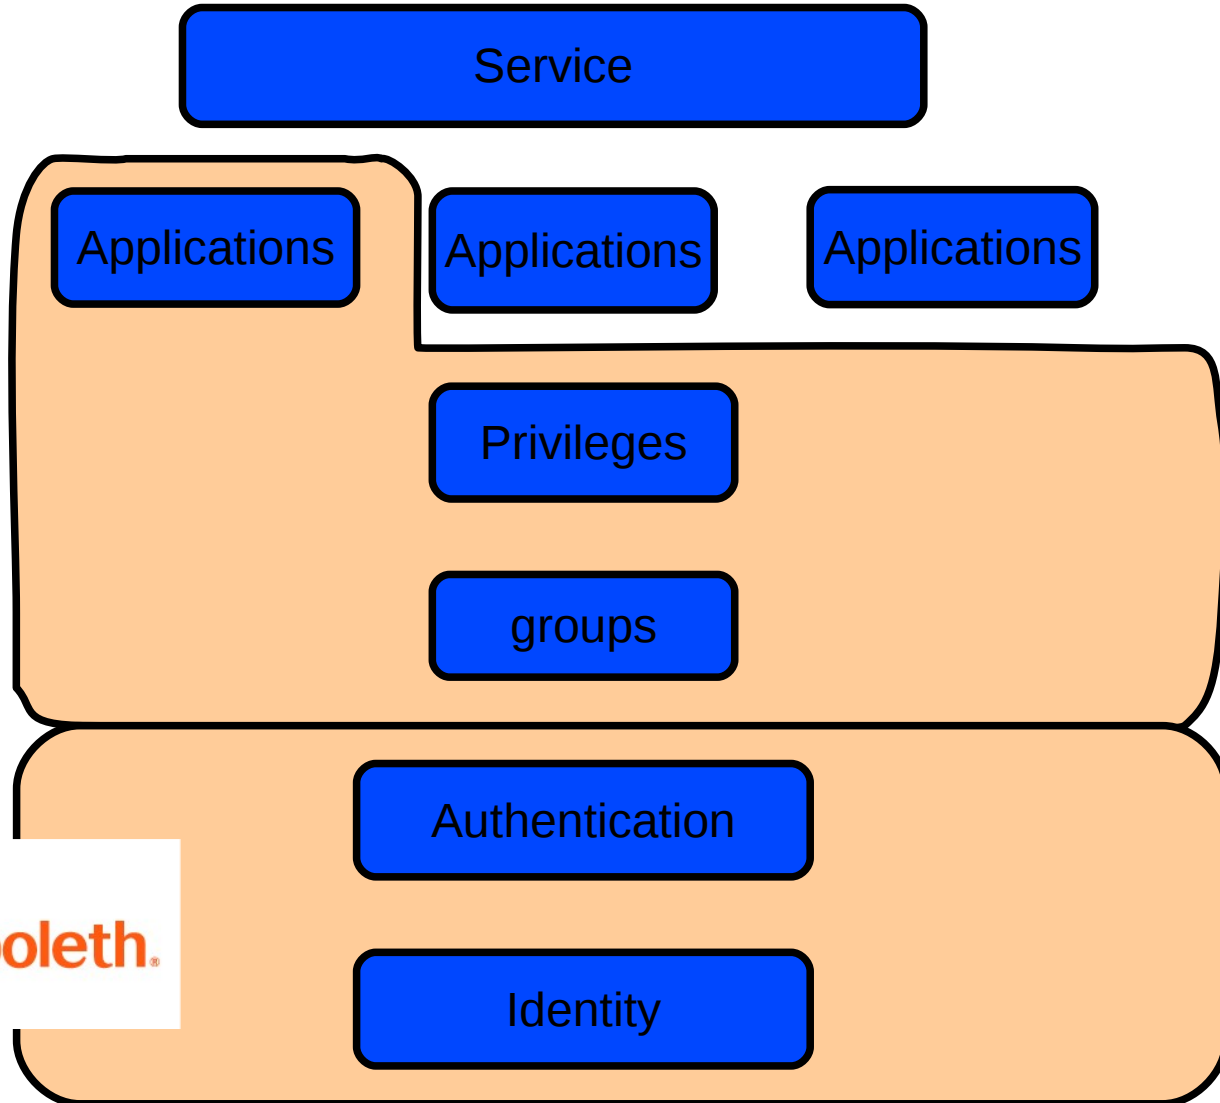 Service
Applications
Applications
Applications
Privileges
groups
Authentication
oleth®
Identity